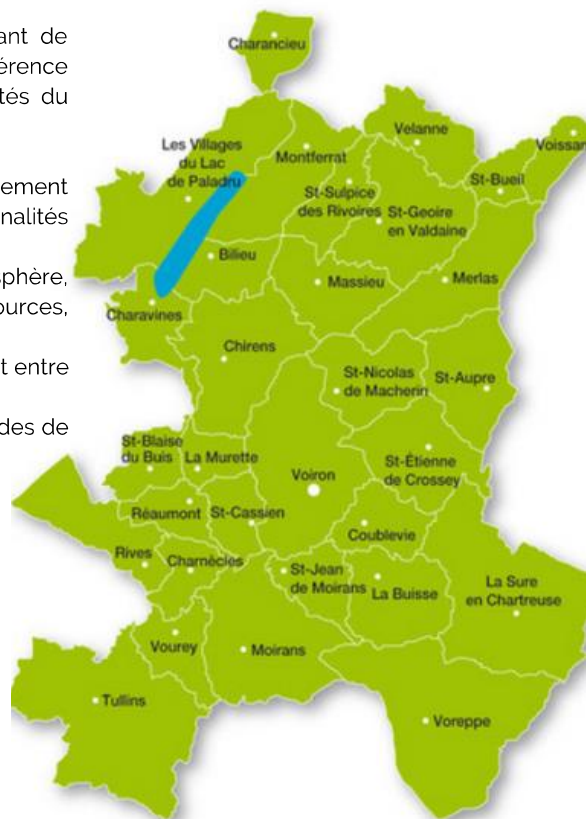 ant de
érence
tés du
ement
nalités
sphère,
ources,
t entre
des de
Charancieu
Les Villages
du Lac
de Paladru
Montferrat
Velanne
Voissan
St-Bueil
St-Sulpice
des Rivoires
St-Geoire
en Valdaine
Bilieu
Massieu
Merlas
Charavines
Chirens
St-Nicolas
de Macherin
St-Aupre
St-Blaise
du Buis
La Murette
Voiron
St-Étienne
de Crossey
Réaumont
St-Cassien
Coublevie
Rives
Charnècles
St-Jean
de Moirans
La Buisse
La Sure
en Chartreuse
Vourey
Moirans
Tullins
Voreppe